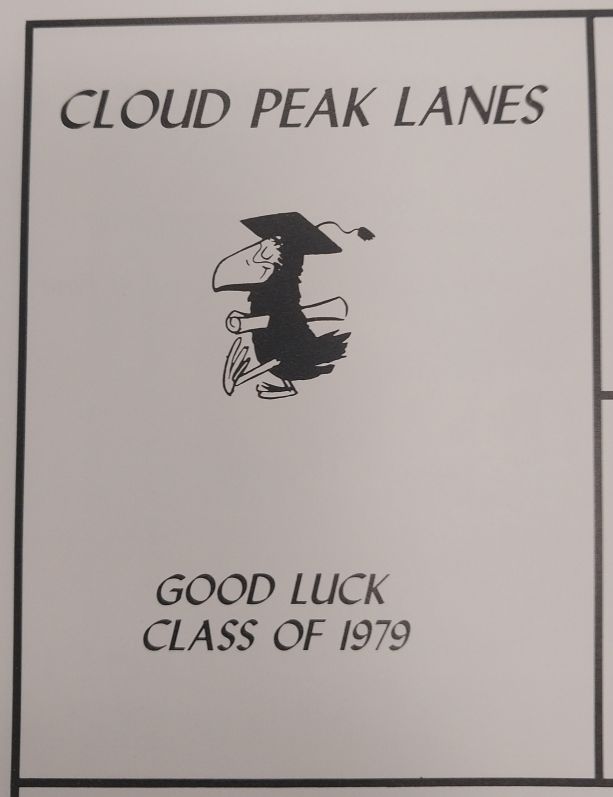 CLOUD PEAK LANES
GOOD LUCK
CLASS OF 1979